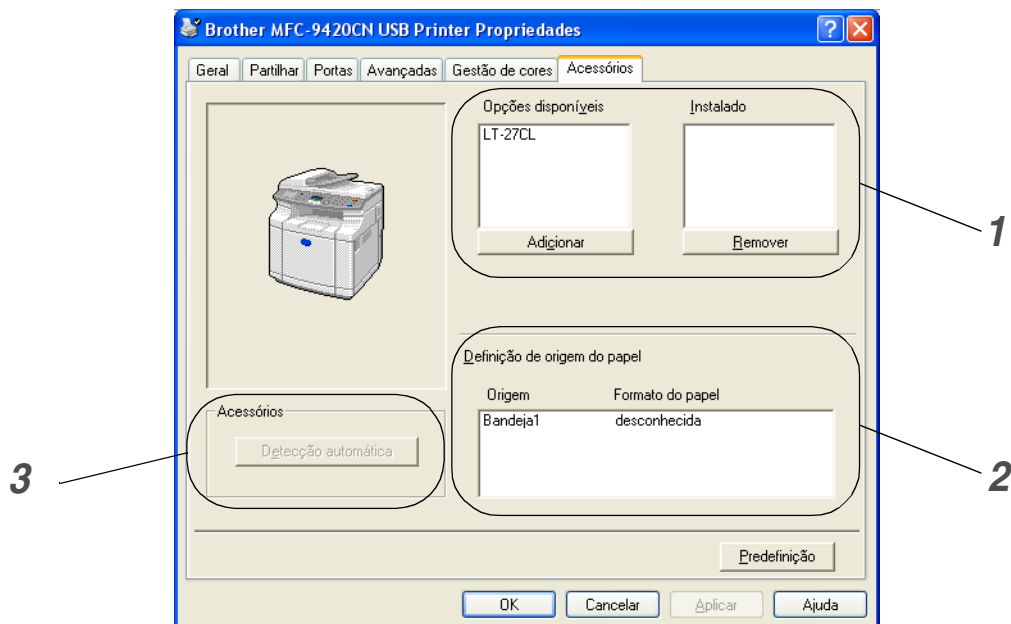 Brother MFC-9420CN USB Printer Propriedades
Geral Partilhar Portas Avançadas Gestão de cores Acessórios
Opções disponíveis Instalado
LT-27CL
Adicionar Remover
1
Definição de origem do papel
Origem Formato do papel
Bandeja1 desconhecida
2
Acessórios
Detecção automática
3
Predefinição
OK Cancelar Aplicar Ajuda